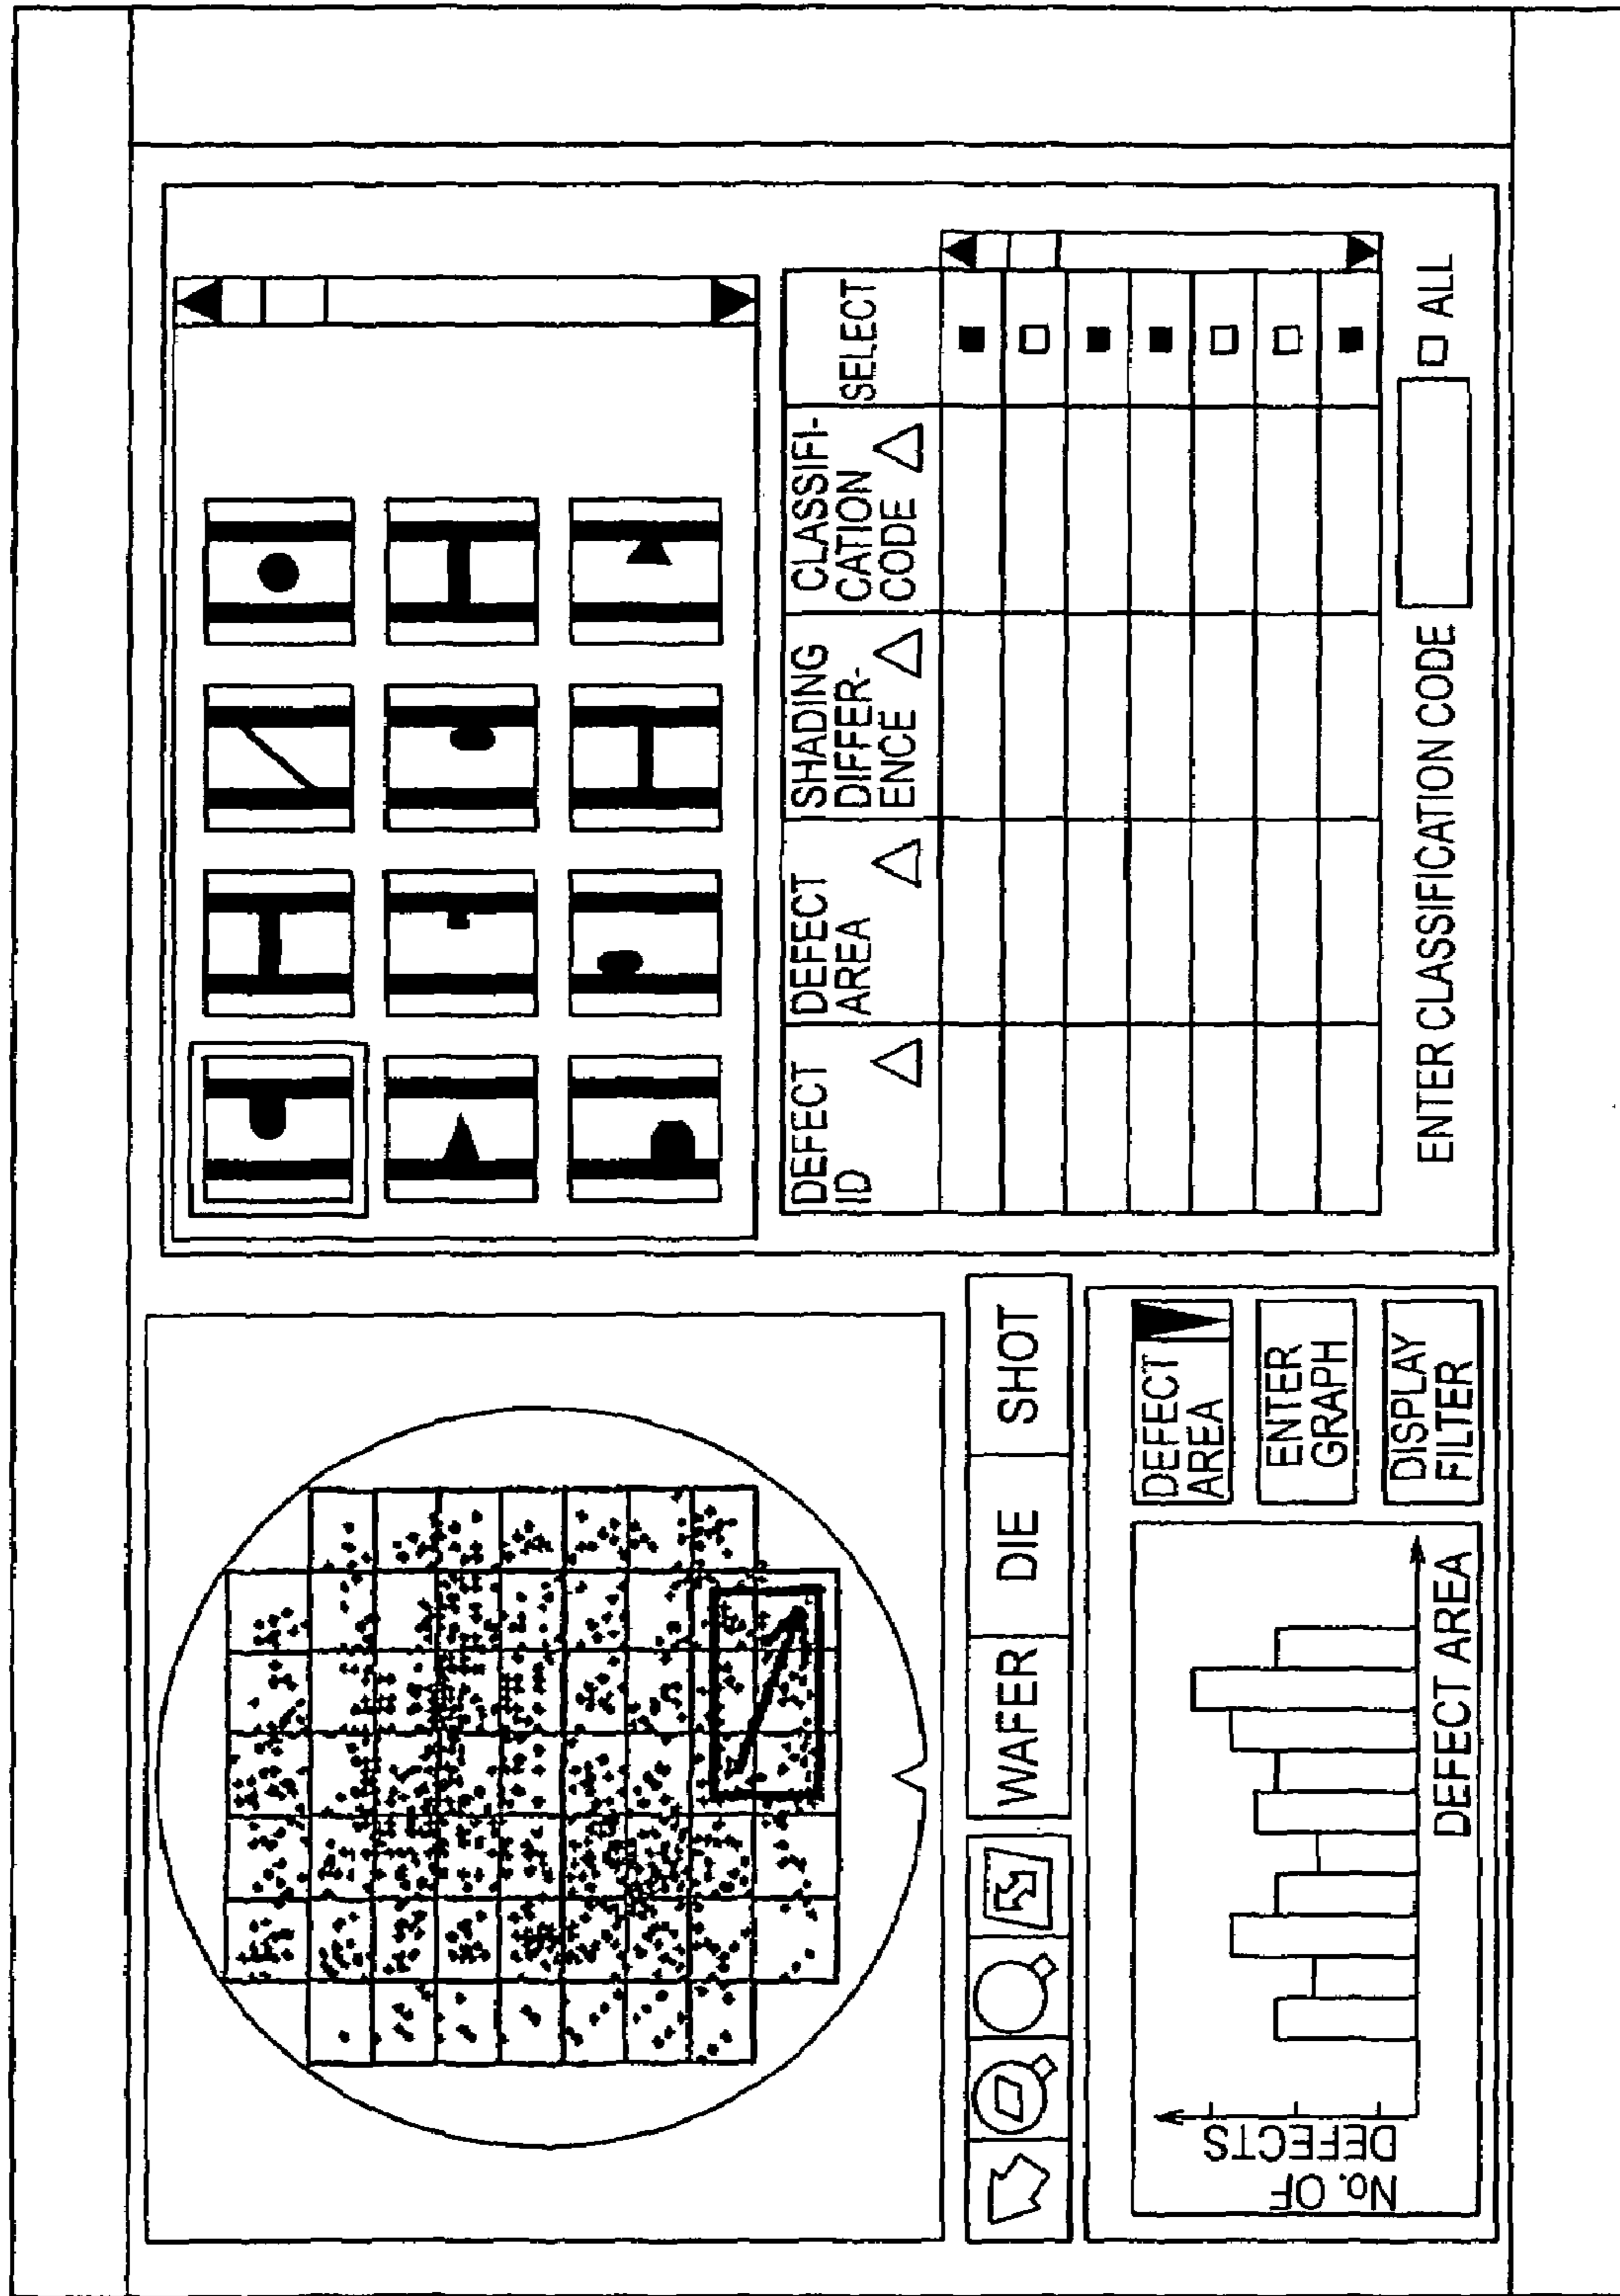 WAFER
DIE
SHOT
No. OF
DEFECTS
DEFECT AREA
DEFECT
AREA
ENTER
GRAPH
DISPLAY
FILTER
DEFECT
ID
DEFECT
AREA
SHADING
DIFFER-
ENCE
CLASSIFI-
CATION
CODE
SELECT
ENTER CLASSIFICATION CODE
ALL